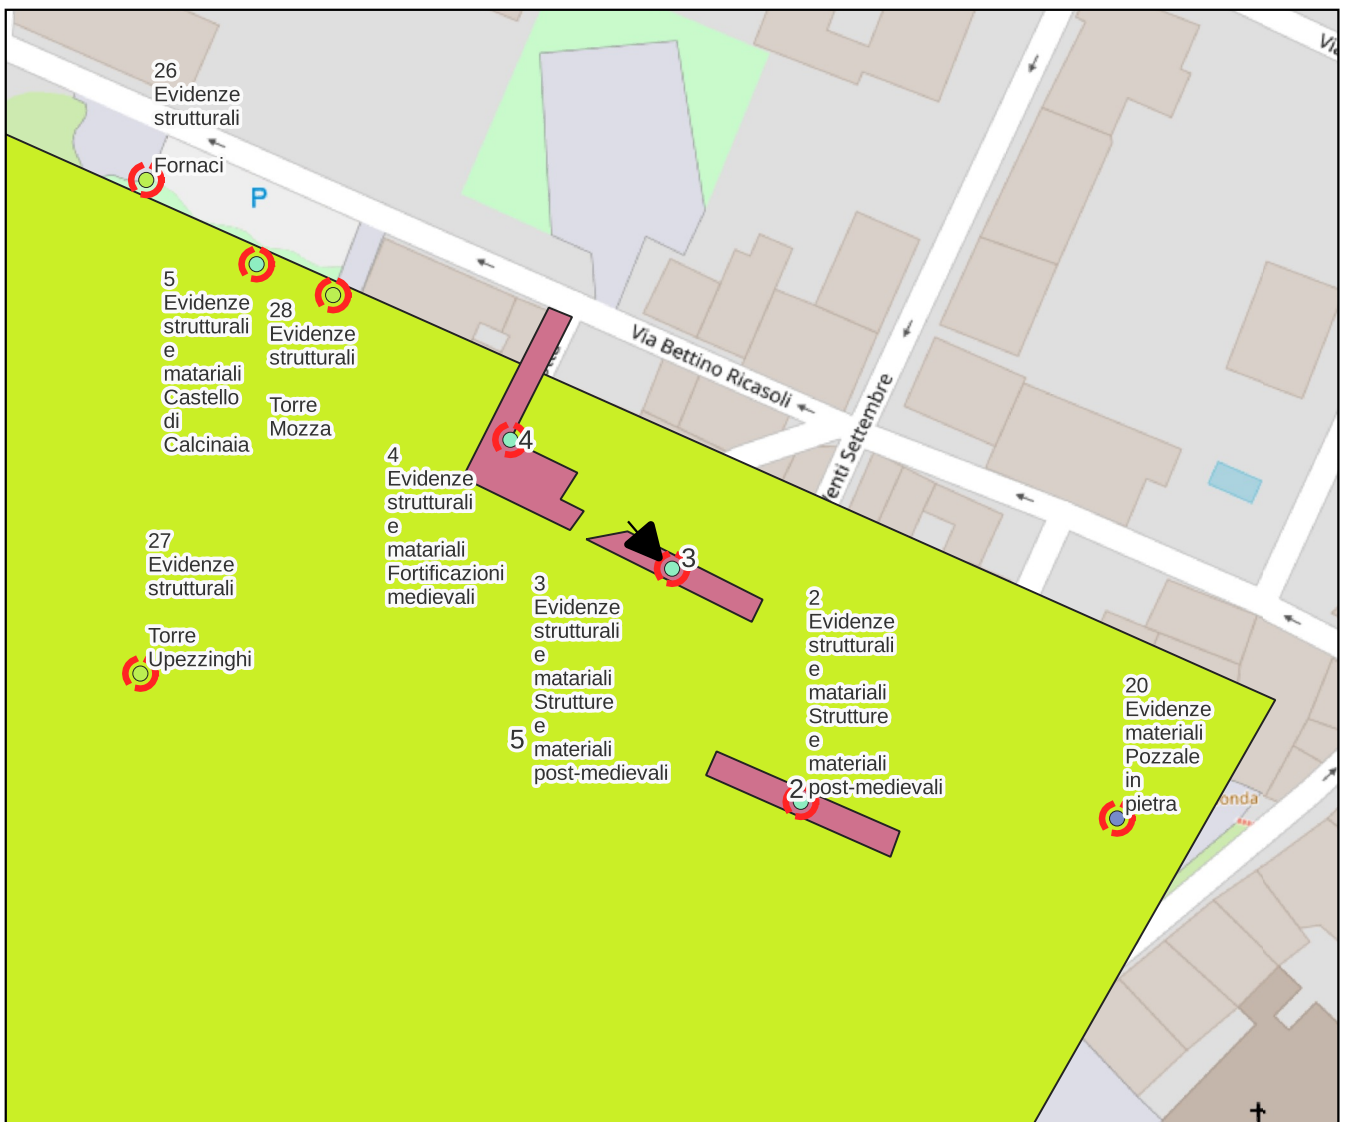 26
Evidenze
strutturali
Fornaci
P
5
Evidenze
strutturali
e
matariali
Castello
di
Calcinaia
28
Evidenze
strutturali
Torre
Mozza
Via Bettino Ricasoli
enti Settembre
4
4
Evidenze
strutturali
e
matariali
Fortificazioni
medievali
27
Evidenze
strutturali
Torre
Upezzinghi
3
3
Evidenze
strutturali
e
matariali
Strutture
e
materiali
post-medievali
5
2
Evidenze
strutturali
e
matariali
Strutture
e
materiali
post-medievali
2
20
Evidenze
materiali
Pozzale
in
pietra
onda